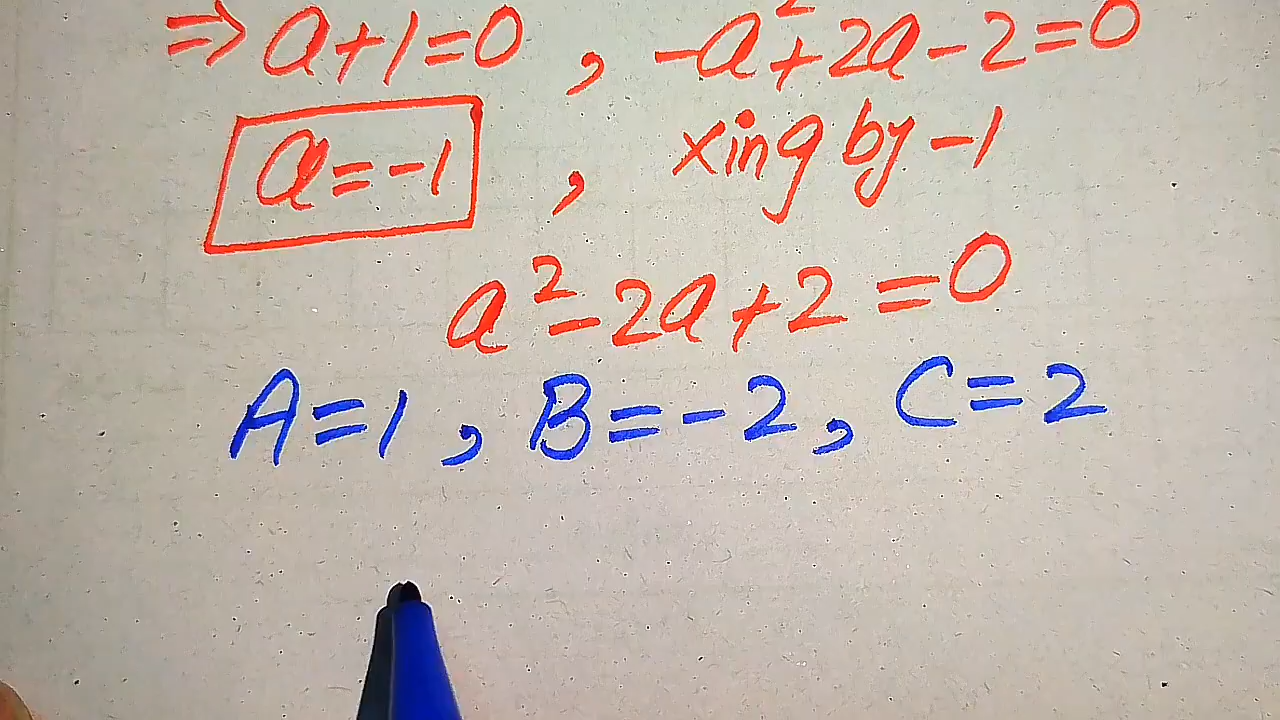 ⇒ a+1=0 , -a²+2a-2=0
a=-1 , xing by -1
a²-2a+2=0
A=1, B=-2, C=2